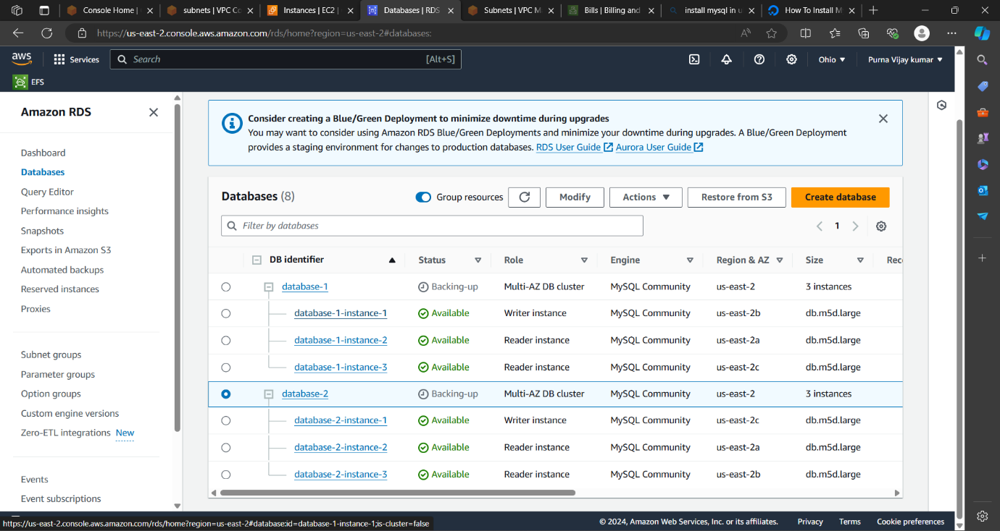 Console Home |
subnets | VPC Co
Instances | EC2 |
Databases | RDS
Subnets | VPC M
Bills | Billing and
install mysql in u
How To Install M
https://us-east-2.console.aws.amazon.com/rds/home?region=us-east-2#databases:
aws
Services
Search
[Alt+S]
Ohio
Purna Vijay kumar
EFS
Amazon RDS
Dashboard
Databases
Query Editor
Performance insights
Snapshots
Exports in Amazon S3
Automated backups
Reserved instances
Proxies
Subnet groups
Parameter groups
Option groups
Custom engine versions
Zero-ETL integrations New
Events
Event subscriptions
Consider creating a Blue/Green Deployment to minimize downtime during upgrades
You may want to consider using Amazon RDS Blue/Green Deployments and minimize your downtime during upgrades. A Blue/Green Deployment
provides a staging environment for changes to production databases. RDS User Guide Aurora User Guide
Databases (8)
Group resources
Modify
Actions
Restore from S3
Create database
Filter by databases
1
DB identifier Status Role Engine Region & AZ Size Rec
database-1 Backing-up Multi-AZ DB cluster MySQL Community us-east-2 3 instances
database-1-instance-1 Available Writer instance MySQL Community us-east-2b db.m5d.large
database-1-instance-2 Available Reader instance MySQL Community us-east-2a db.m5d.large
database-1-instance-3 Available Reader instance MySQL Community us-east-2c db.m5d.large
database-2 Backing-up Multi-AZ DB cluster MySQL Community us-east-2 3 instances
database-2-instance-1 Available Writer instance MySQL Community us-east-2c db.m5d.large
database-2-instance-2 Available Reader instance MySQL Community us-east-2a db.m5d.large
database-2-instance-3 Available Reader instance MySQL Community us-east-2b db.m5d.large
https://us-east-2.console.aws.amazon.com/rds/home?region=us-east-2#database:id=database-1-instance-1;is-cluster=false
© 2024, Amazon Web Services, Inc. or its affiliates.
Privacy
Terms
Cookie preferences